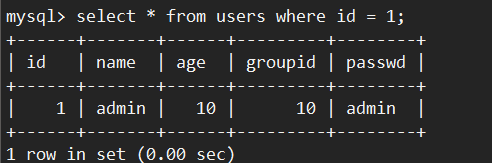 mysql> select * from users where id = 1;
+------+-------+------+---------+--------+
| id   | name  | age  | groupid | passwd |
+------+-------+------+---------+--------+
|    1 | admin |   10 |      10 | admin  |
+------+-------+------+---------+--------+
1 row in set (0.00 sec)